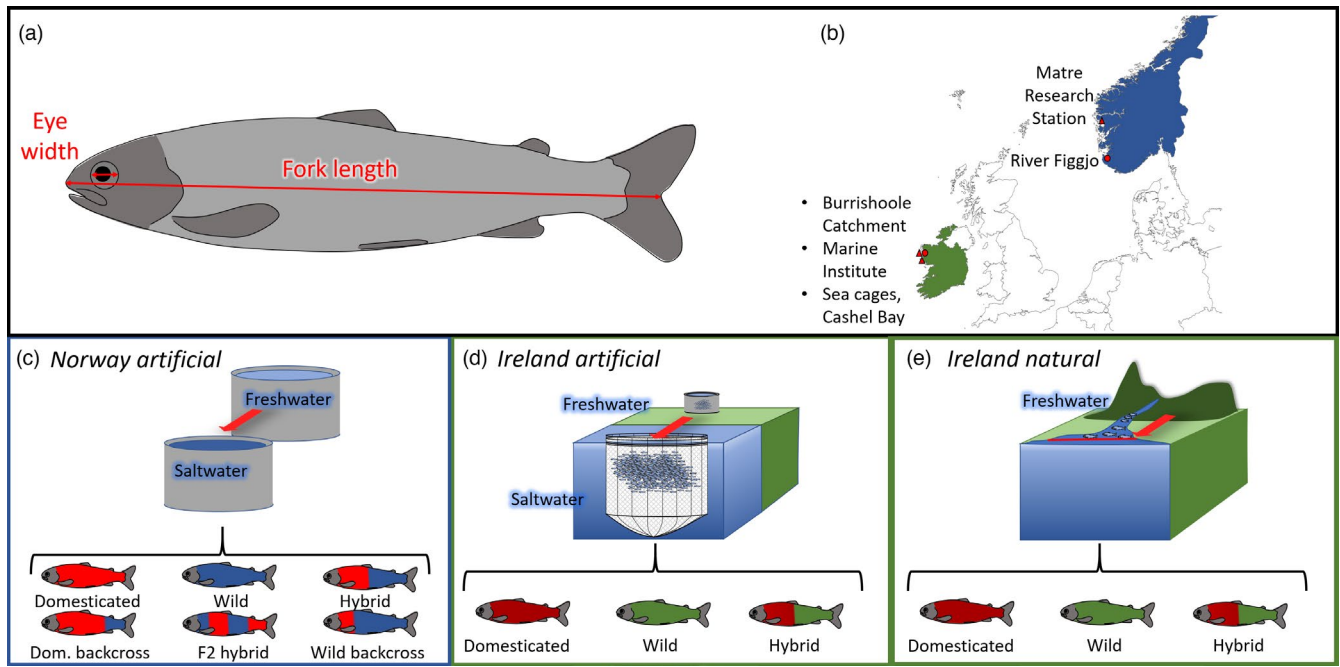 (a)
Eye
width
Fork length
(b)
Matre
Research
Station
River Figgjo
• Burrishoole
Catchment
• Marine
Institute
• Sea cages,
Cashel Bay
(c) Norway artificial
Freshwater
Saltwater
Domesticated Wild Hybrid
Dom. backcross F2 hybrid Wild backcross
(d) Ireland artificial
Freshwater
Saltwater
Domesticated Wild Hybrid
(e) Ireland natural
Freshwater
Domesticated Wild Hybrid